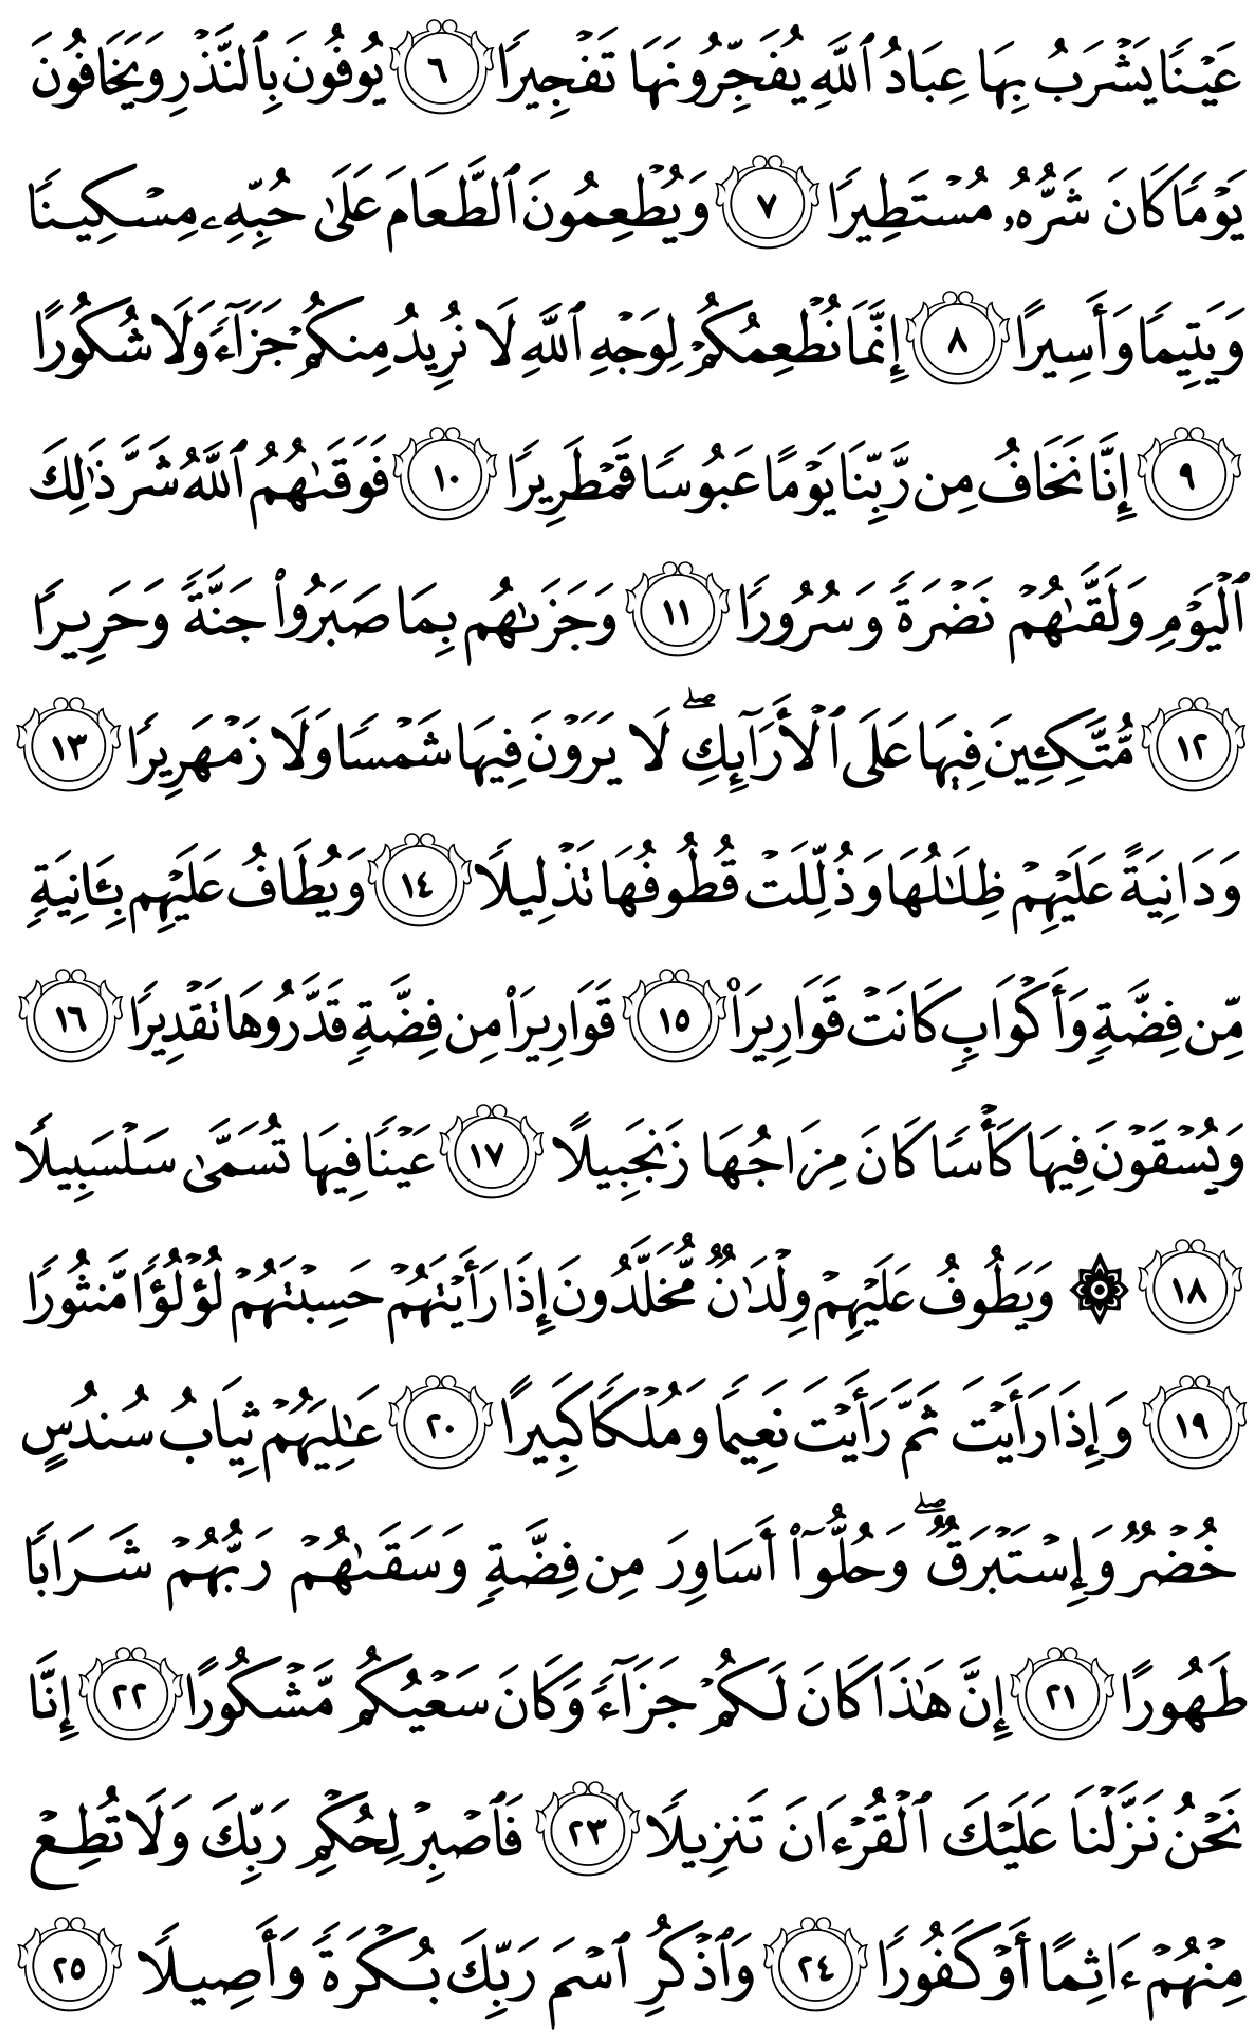 عَيْنًا يَشْرَبُ بِهَا عِبَادُ ٱللَّهِ يُفَجِّرُونَهَا تَفْجِيرًا ٦ يُوفُونَ بِٱلنَّذْرِ وَيَخَافُونَ
يَوْمًا كَانَ شَرُّهُۥ مُسْتَطِيرًا ٧ وَيُطْعِمُونَ ٱلطَّعَامَ عَلَىٰ حُبِّهِۦ مِسْكِينًا
وَيَتِيمًا وَأَسِيرًا ٨ إِنَّمَا نُطْعِمُكُمْ لِوَجْهِ ٱللَّهِ لَا نُرِيدُ مِنكُمْ جَزَآءً وَلَا شُكُورًا
٩ إِنَّا نَخَافُ مِن رَّبِّنَا يَوْمًا عَبُوسًا قَمْطَرِيرًا ١٠ فَوَقَىٰهُمُ ٱللَّهُ شَرَّ ذَٰلِكَ
ٱلْيَوْمِ وَلَقَّىٰهُمْ نَضْرَةً وَسُرُورًا ١١ وَجَزَىٰهُم بِمَا صَبَرُوا۟ جَنَّةً وَحَرِيرًا
١٢ مُّتَّكِـِٔينَ فِيهَا عَلَى ٱلْأَرَآئِكِ ۖ لَا يَرَوْنَ فِيهَا شَمْسًا وَلَا زَمْهَرِيرًا ١٣
وَدَانِيَةً عَلَيْهِمْ ظِلَـٰلُهَا وَذُلِّلَتْ قُطُوفُهَا تَذْلِيلًا ١٤ وَيُطَافُ عَلَيْهِم بِـَٔانِيَةٍ
مِّن فِضَّةٍ وَأَكْوَابٍ كَانَتْ قَوَارِيرَا۠ ١٥ قَوَارِيرَا۟ مِن فِضَّةٍ قَدَّرُوهَا تَقْدِيرًا ١٦
وَيُسْقَوْنَ فِيهَا كَأْسًا كَانَ مِزَاجُهَا زَنجَبِيلًا ١٧ عَيْنًا فِيهَا تُسَمَّىٰ سَلْسَبِيلًا
١٨ ۞ وَيَطُوفُ عَلَيْهِمْ وِلْدَٰنٌ مُّخَلَّدُونَ إِذَا رَأَيْتَهُمْ حَسِبْتَهُمْ لُؤْلُؤًا مَّنثُورًا
١٩ وَإِذَا رَأَيْتَ ثَمَّ رَأَيْتَ نَعِيمًا وَمُلْكًا كَبِيرًا ٢٠ عَـٰلِيَهُمْ ثِيَابُ سُندُسٍ
خُضْرٌ وَإِسْتَبْرَقٌ ۖ وَحُلُّوٓا۟ أَسَاوِرَ مِن فِضَّةٍ وَسَقَىٰهُمْ رَبُّهُمْ شَرَابًا
طَهُورًا ٢١ إِنَّ هَـٰذَا كَانَ لَكُمْ جَزَآءً وَكَانَ سَعْيُكُم مَّشْكُورًا ٢٢ إِنَّا
نَحْنُ نَزَّلْنَا عَلَيْكَ ٱلْقُرْءَانَ تَنزِيلًا ٢٣ فَٱصْبِرْ لِحُكْمِ رَبِّكَ وَلَا تُطِعْ
مِنْهُمْ ءَاثِمًا أَوْ كَفُورًا ٢٤ وَٱذْكُرِ ٱسْمَ رَبِّكَ بُكْرَةً وَأَصِيلًا ٢٥